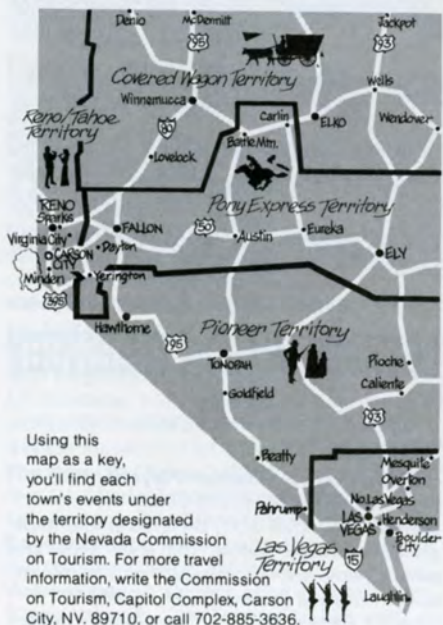 Denio
McDermitt
Jackpot
95
93
Covered Wagon Territory
Winnemucca
Wells
Carlin
ELKO
Wendover
Reno/Tahoe
Territory
80
Battle Mtn.
Lovelock
RENO
Sparks
FALLON
Pony Express Territory
50
Virginia City
Dayton
Austin
Eureka
CARSON
CITY
ELY
Minden
Yerington
395
Hawthorne
95
Pioneer Territory
TONOPAH
Pioche
Goldfield
Caliente
93
Beatty
Mesquite
Overton
Pahrump
No. Las Vegas
LAS
VEGAS
Henderson
Boulder
City
Las Vegas
Territory
15
Laughlin
Using this
map as a key,
you'll find each
town's events under
the territory designated
by the Nevada Commission
on Tourism. For more travel
information, write the Commission
on Tourism, Capitol Complex, Carson
City, NV. 89710, or call 702-885-3636.